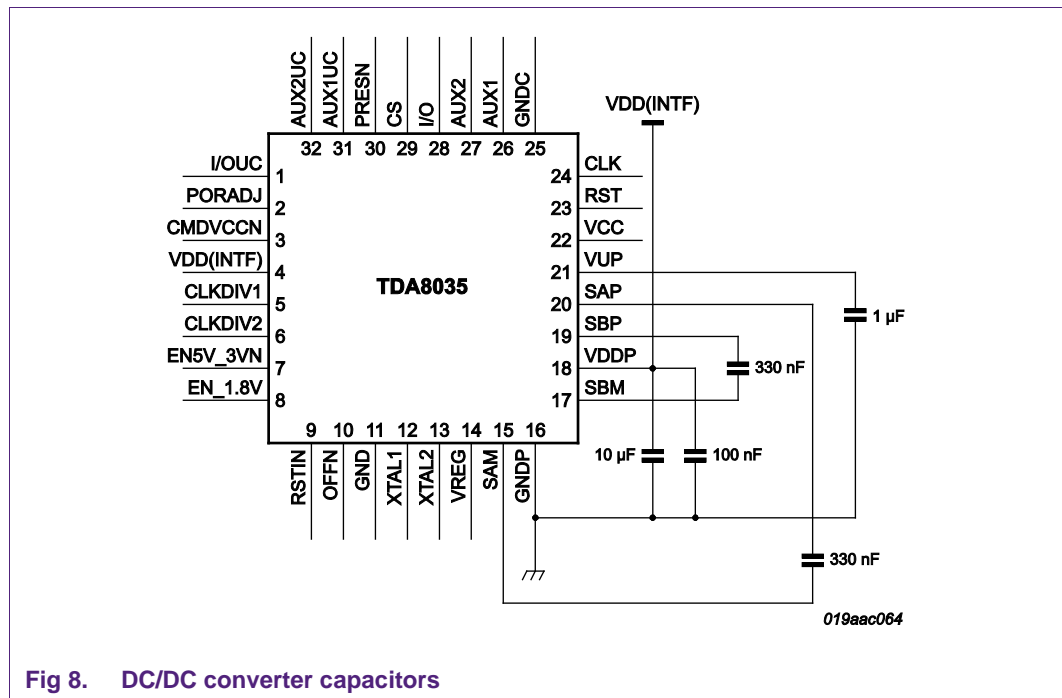 AUX2UC
AUX1UC
PRESN
CS
I/O
AUX2
AUX1
GNDC
VDD(INTF)
32 31 30 29 28 27 26 25
I/OUC 1
PORADJ 2
CMDVCCN 3
VDD(INTF) 4
CLKDIV1 5
CLKDIV2 6
EN5V_3VN 7
EN_1.8V 8
TDA8035
24 CLK
23 RST
22 VCC
21 VUP
20 SAP
19 SBP
18 VDDP
17 SBM
1 µF
330 nF
10 µF
100 nF
9 10 11 12 13 14 15 16
RSTIN
OFFN
GND
XTAL1
XTAL2
VREG
SAM
GNDP
330 nF
019aac064
Fig 8. DC/DC converter capacitors